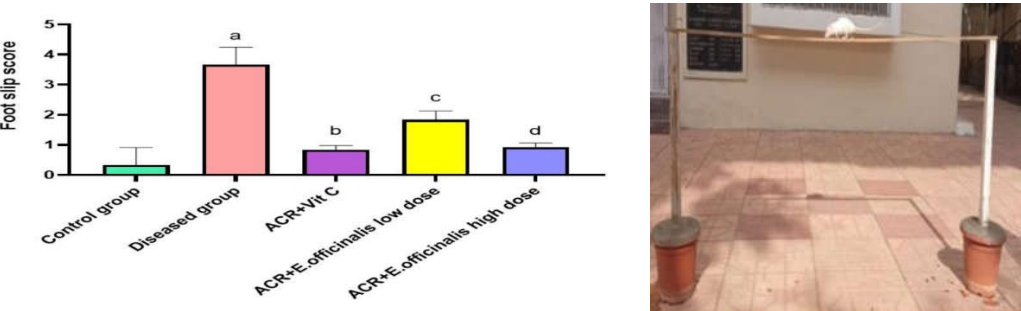 Foot slip score
5
4
3
2
1
0
a
b
c
d
Control group
Diseased group
ACR+Vit C
ACR+E.officinalis low dose
ACR+E.officinalis high dose